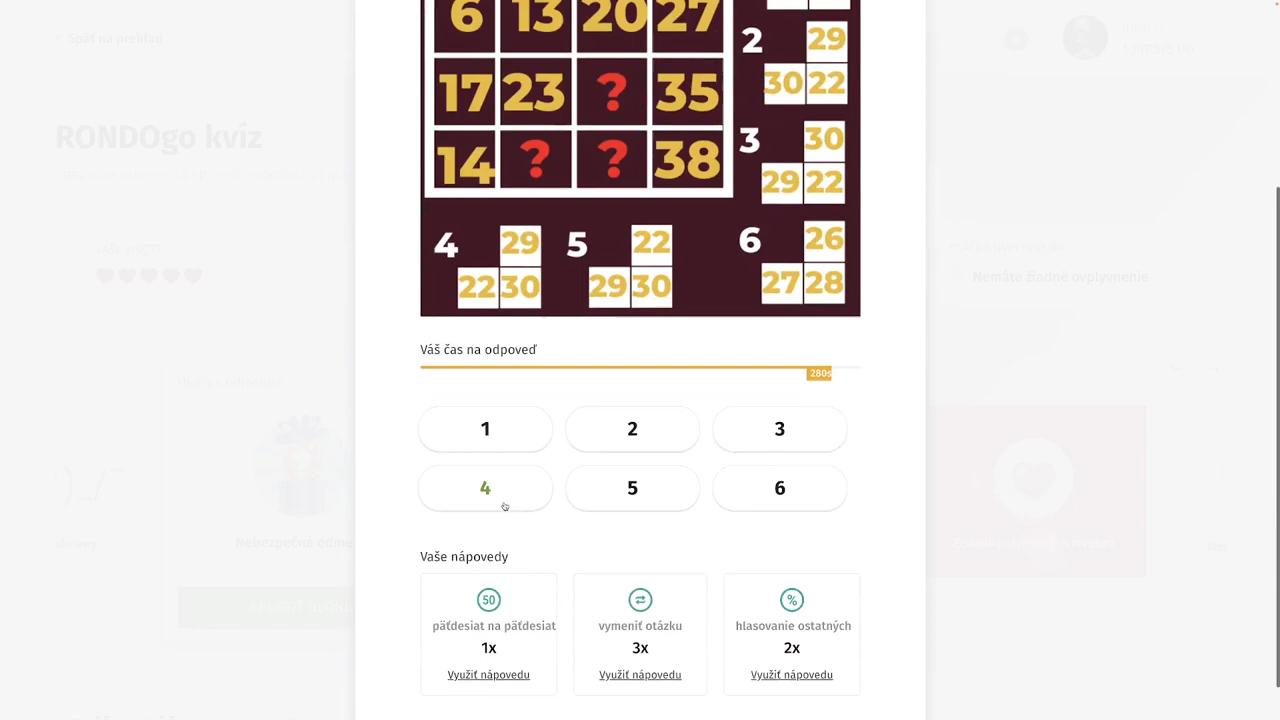 Späť na prehľad
RONDOgo kvíz
Nemáte žiadne ovplyvnenie
6 13 20 27
17 23 ? 35
14 ? ? 38
2
29
30 22
3
30
29 22
4
29
22 30
5
22
29 30
6
26
27 28
Váš čas na odpoveď
280s
1 2 3
4 5 6
Vaše nápovedy
50
päťdesiat na päťdesiat
1x
Využiť nápovedu
vymeniť otázku
3x
Využiť nápovedu
%
hlasovanie ostatných
2x
Využiť nápovedu